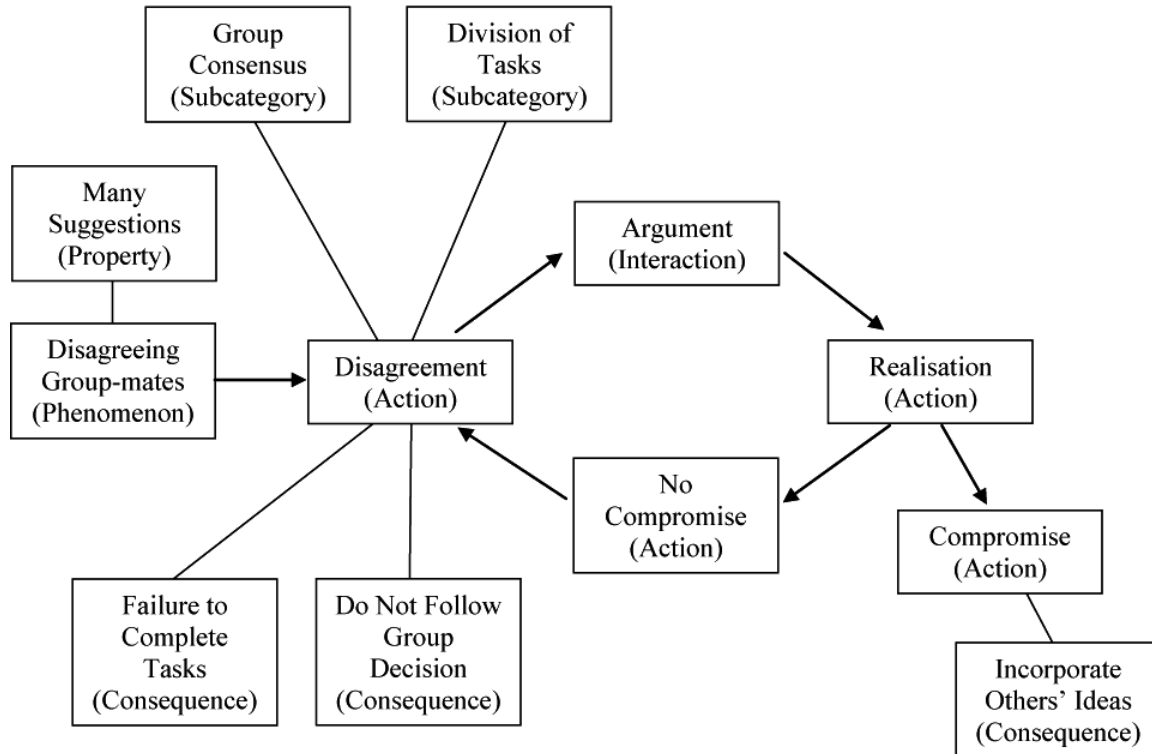 Group
Consensus
(Subcategory)
Division of
Tasks
(Subcategory)
Many
Suggestions
(Property)
Argument
(Interaction)
Disagreeing
Group-mates
(Phenomenon)
Disagreement
(Action)
Realisation
(Action)
No
Compromise
(Action)
Compromise
(Action)
Failure to
Complete
Tasks
(Consequence)
Do Not Follow
Group
Decision
(Consequence)
Incorporate
Others’ Ideas
(Consequence)